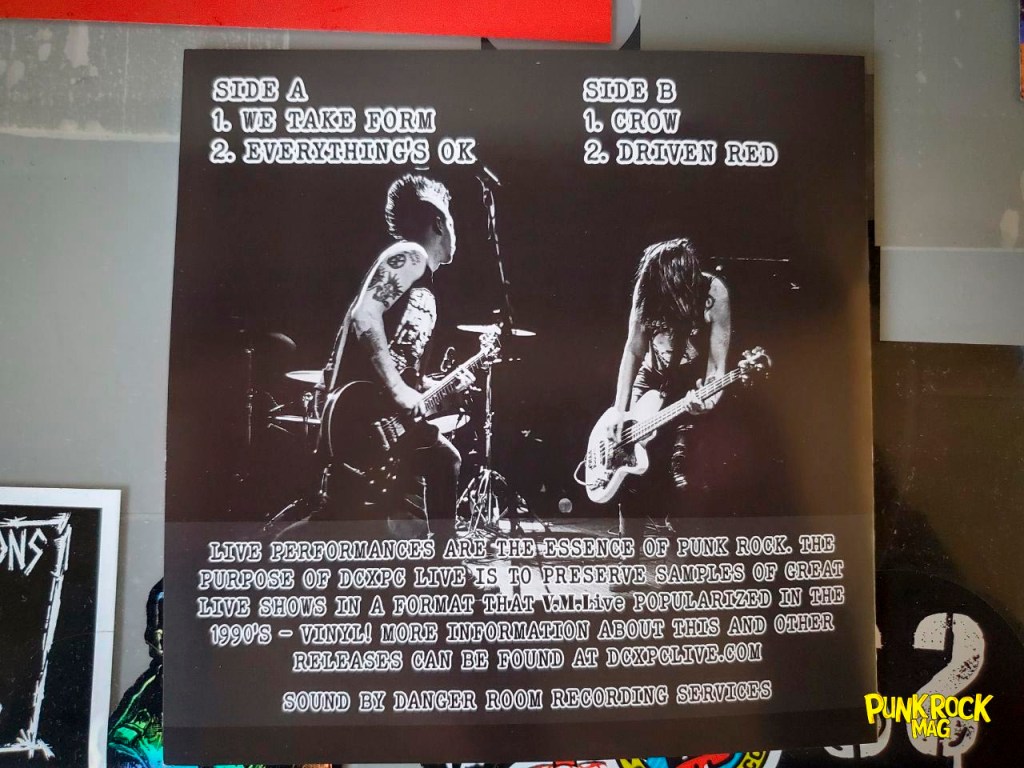 SIDE A
1. WE TAKE FORM
2. EVERYTHING'S OK
SIDE B
1. CROW
2. DRIVEN RED
LIVE PERFORMANCES ARE THE ESSENCE OF PUNK ROCK. THE
PURPOSE OF DCXPC LIVE IS TO PRESERVE SAMPLES OF GREAT
LIVE SHOWS IN A FORMAT THAT V.M.Live POPULARIZED IN THE
1990'S - VINYL! MORE INFORMATION ABOUT THIS AND OTHER
RELEASES CAN BE FOUND AT DCXPCLIVE.COM
SOUND BY DANGER ROOM RECORDING SERVICES
PUNK ROCK
MAG